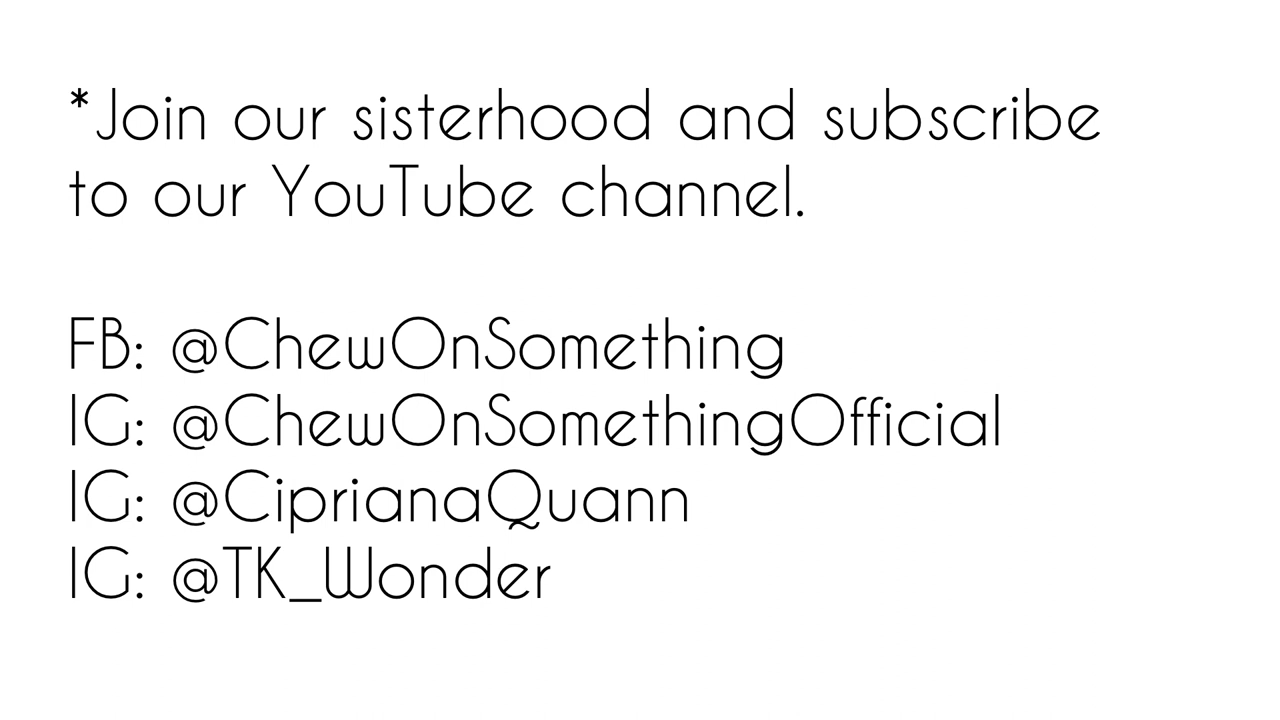 *Join our sisterhood and subscribe
to our YouTube channel.
FB: @ChewOnSomething
IG: @ChewOnSomethingOfficial
IG: @CiprianaQuann
IG: @TK_Wonder